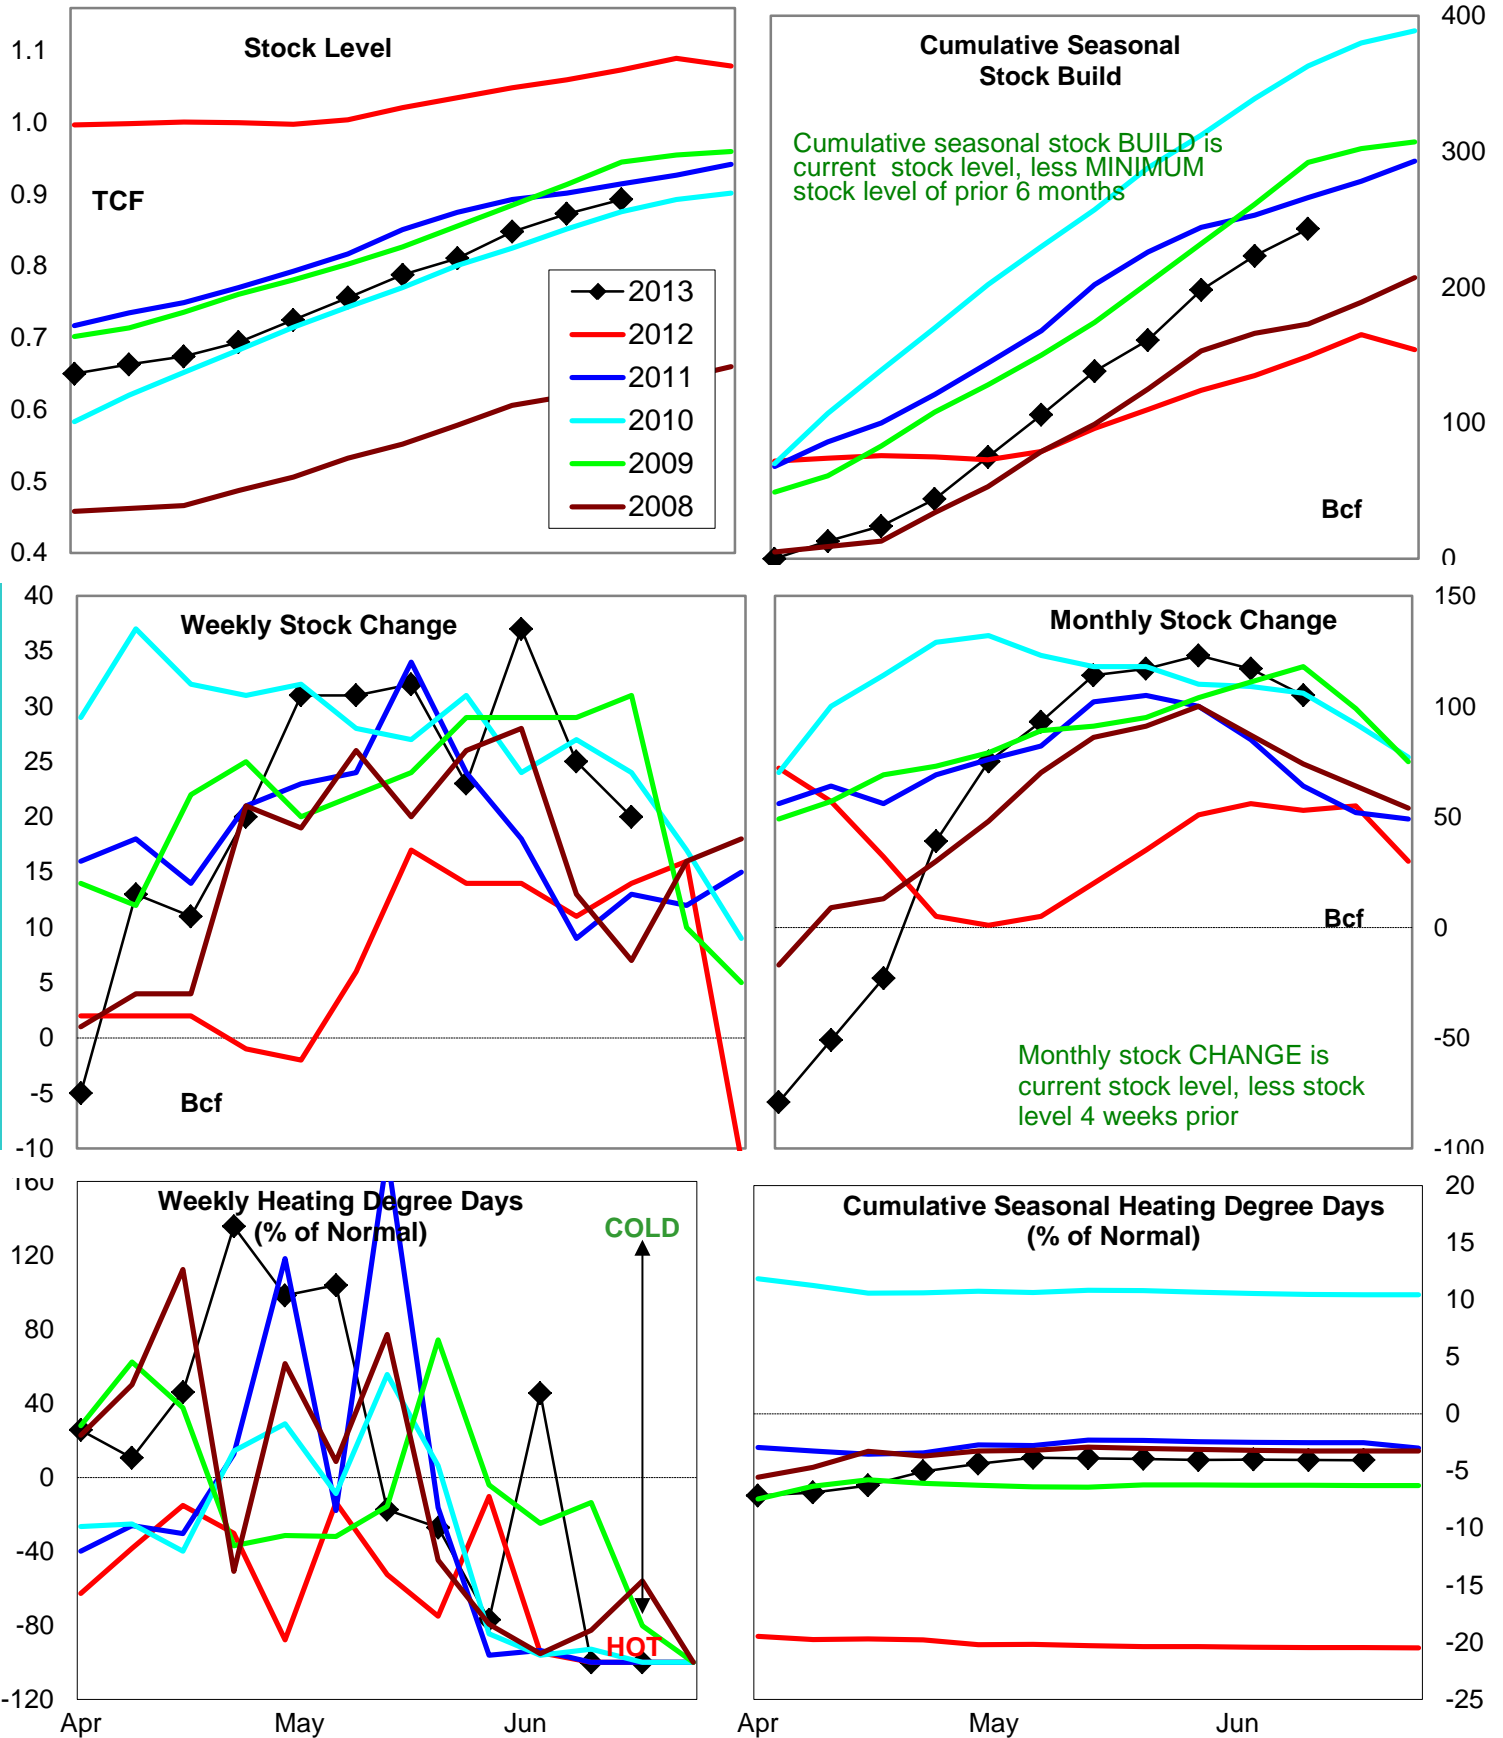 Stock Level
1.1
1.0
0.9
0.8
0.7
0.6
0.5
0.4
TCF
2013
2012
2011
2010
2009
2008
Cumulative Seasonal
Stock Build
Cumulative seasonal stock BUILD is
current stock level, less MINIMUM
stock level of prior 6 months
Bcf
400
300
200
100
0
Weekly Stock Change
40
35
30
25
20
15
10
5
0
-5
-10
Bcf
Monthly Stock Change
Bcf
Monthly stock CHANGE is
current stock level, less stock
level 4 weeks prior
150
100
50
0
-50
-100
Weekly Heating Degree Days
(% of Normal)
160
120
80
40
0
-40
-80
-120
COLD
HOT
Apr
May
Jun
Cumulative Seasonal Heating Degree Days
(% of Normal)
20
15
10
5
0
-5
-10
-15
-20
-25
Apr
May
Jun